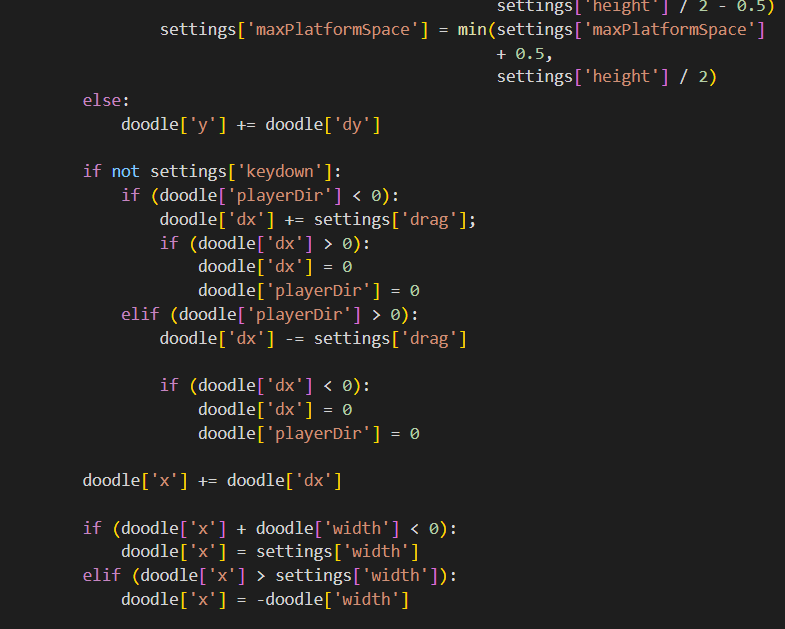 settings['height'] / 2 - 0.5)
settings['maxPlatformSpace'] = min(settings['maxPlatformSpace']
+ 0.5,
settings['height'] / 2)
else:
doodle['y'] += doodle['dy']
if not settings['keydown']:
if (doodle['playerDir'] < 0):
doodle['dx'] += settings['drag'];
if (doodle['dx'] > 0):
doodle['dx'] = 0
doodle['playerDir'] = 0
elif (doodle['playerDir'] > 0):
doodle['dx'] -= settings['drag']
if (doodle['dx'] < 0):
doodle['dx'] = 0
doodle['playerDir'] = 0
doodle['x'] += doodle['dx']
if (doodle['x'] + doodle['width'] < 0):
doodle['x'] = settings['width']
elif (doodle['x'] > settings['width']):
doodle['x'] = -doodle['width']